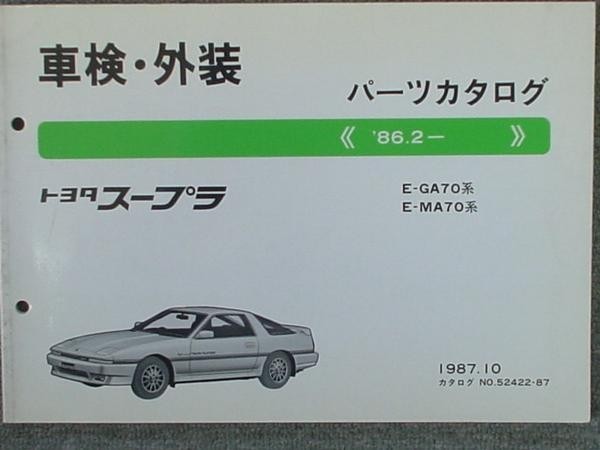 車検・外装
パーツカタログ
《 '86.2− 》
トヨタ スープラ
E-GA70系
E-MA70系
1987.10
カタログ NO.52422-87